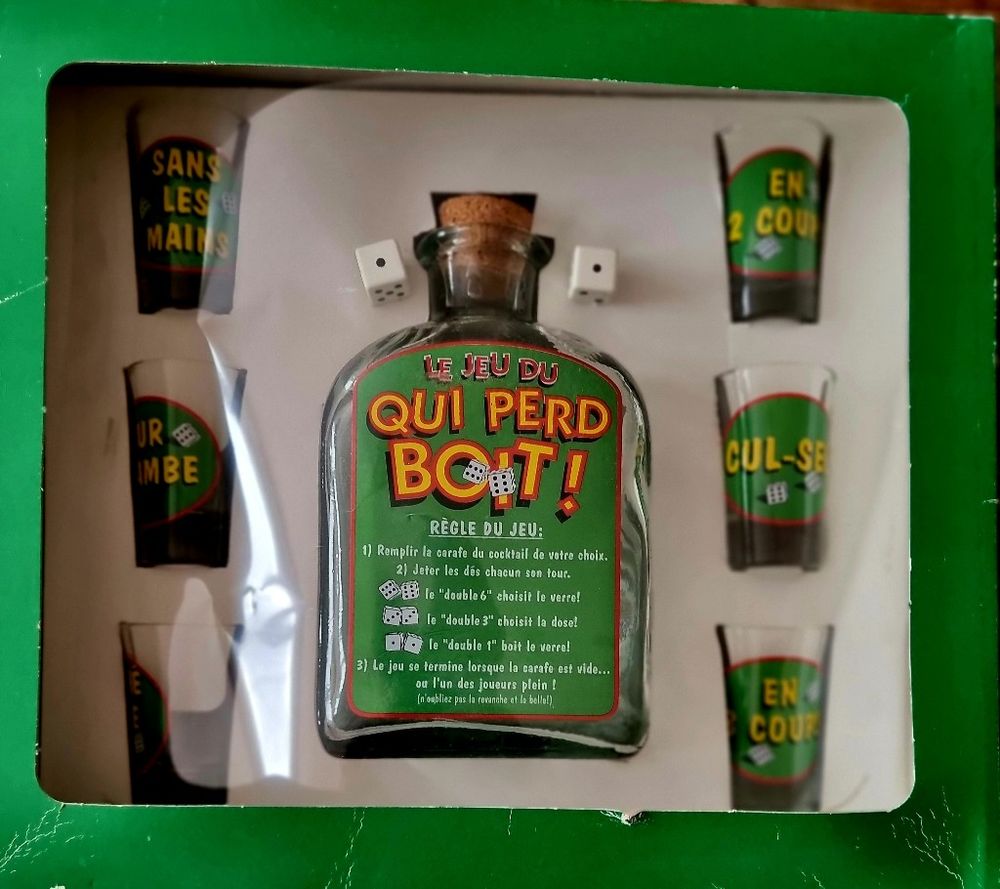 SANS
LES
MAINS
EN
2 COUP
UR
AMBE
CUL-SE
EN
COUP
LE JEU DU
QUI PERD
BOIT!
RÈGLE DU JEU:
1) Remplir la carafe du cocktail de votre choix.
2) Jeter les dés chacun son tour.
le "double 6" choisit le verre!
le "double 3" choisit la dose!
le "double 1" boit le verre!
3) Le jeu se termine lorsque la carafe est vide...
ou l'un des joueurs plein !
(n'oubliez pas la revanche et la belle!)